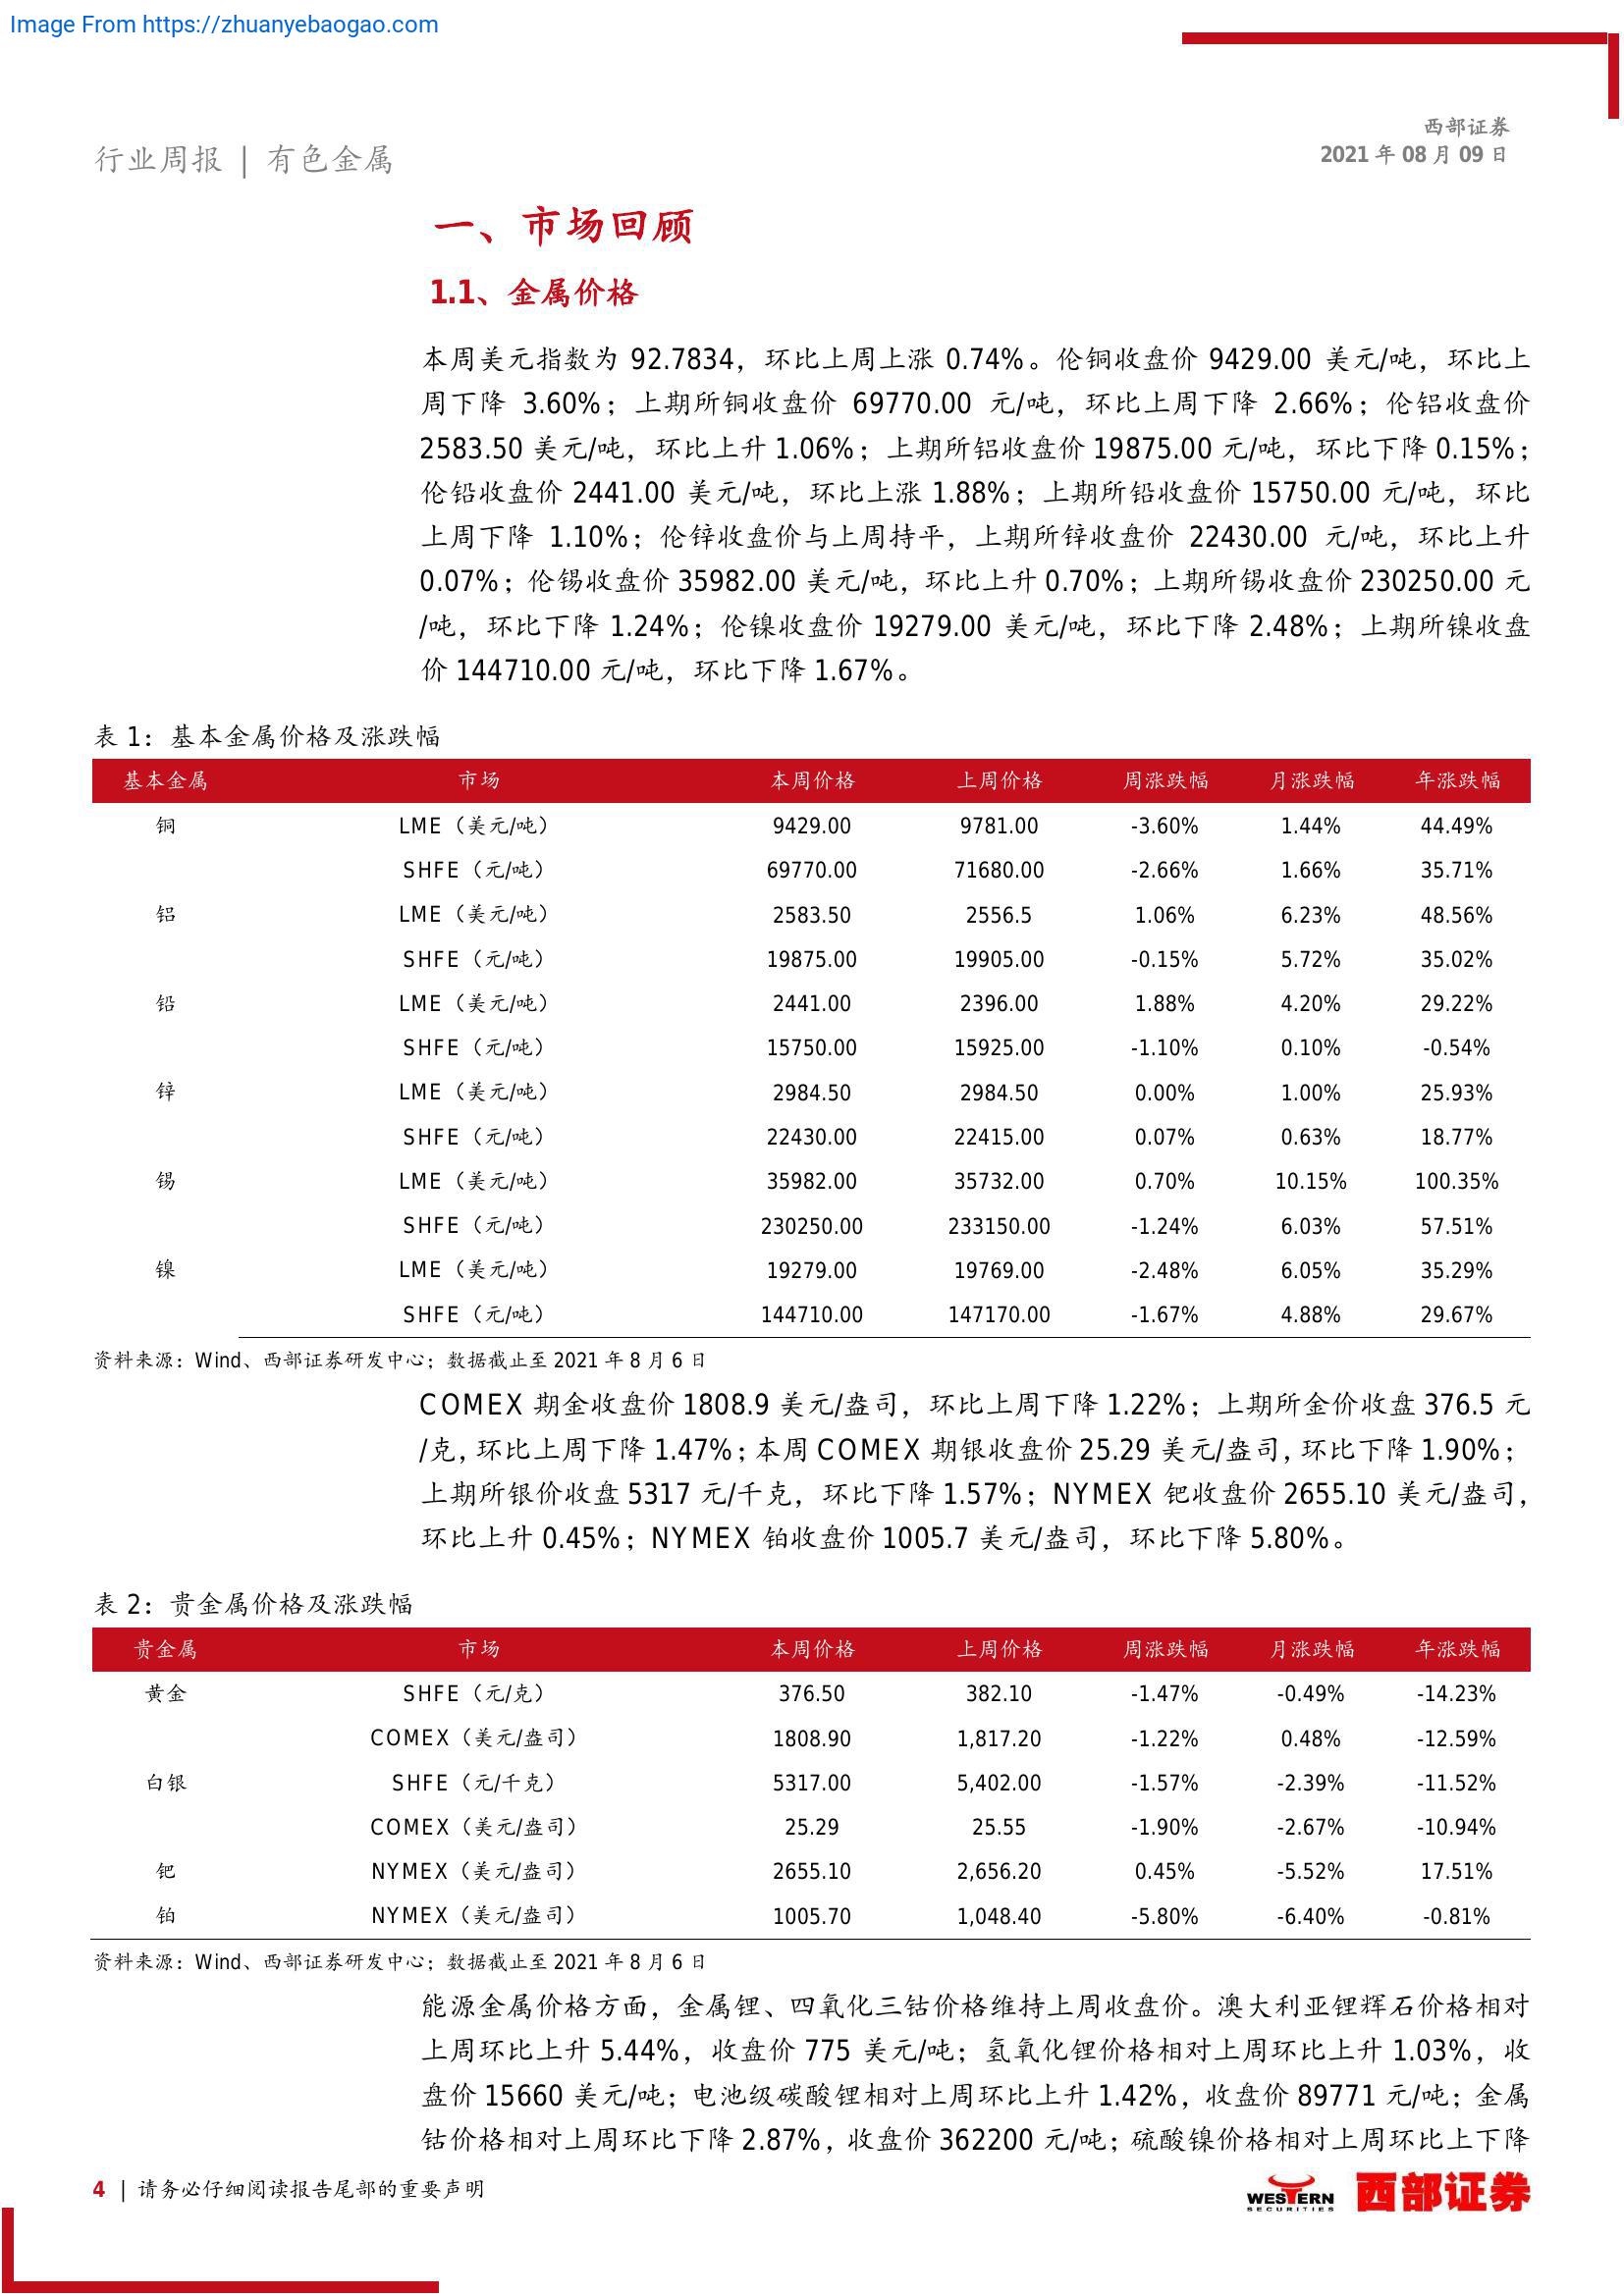 Image From https://zhuanyebaogao.com
西部证券
2021 年 08 月 09 日
行业周报 | 有色金属
一、市场回顾
1.1、金属价格
本周美元指数为 92.7834，环比上周上涨 0.74%。伦铜收盘价 9429.00 美元/吨，环比上
周下降 3.60%；上期所铜收盘价 69770.00 元/吨，环比上周下降 2.66%；伦铝收盘价
2583.50 美元/吨，环比上升 1.06%；上期所铝收盘价 19875.00 元/吨，环比下降 0.15%；
伦铅收盘价 2441.00 美元/吨，环比上涨 1.88%；上期所铅收盘价 15750.00 元/吨，环比
上周下降 1.10%；伦锌收盘价与上周持平，上期所锌收盘价 22430.00 元/吨，环比上升
0.07%；伦锡收盘价 35982.00 美元/吨，环比上升 0.70%；上期所锡收盘价 230250.00 元
/吨，环比下降 1.24%；伦镍收盘价 19279.00 美元/吨，环比下降 2.48%；上期所镍收盘
价 144710.00 元/吨，环比下降 1.67%。
表 1：基本金属价格及涨跌幅
基本金属 市场 本周价格 上周价格 周涨跌幅 月涨跌幅 年涨跌幅
铜 LME（美元/吨） 9429.00 9781.00 -3.60% 1.44% 44.49%
SHFE（元/吨） 69770.00 71680.00 -2.66% 1.66% 35.71%
铝 LME（美元/吨） 2583.50 2556.5 1.06% 6.23% 48.56%
SHFE（元/吨） 19875.00 19905.00 -0.15% 5.72% 35.02%
铅 LME（美元/吨） 2441.00 2396.00 1.88% 4.20% 29.22%
SHFE（元/吨） 15750.00 15925.00 -1.10% 0.10% -0.54%
锌 LME（美元/吨） 2984.50 2984.50 0.00% 1.00% 25.93%
SHFE（元/吨） 22430.00 22415.00 0.07% 0.63% 18.77%
锡 LME（美元/吨） 35982.00 35732.00 0.70% 10.15% 100.35%
SHFE（元/吨） 230250.00 233150.00 -1.24% 6.03% 57.51%
镍 LME（美元/吨） 19279.00 19769.00 -2.48% 6.05% 35.29%
SHFE（元/吨） 144710.00 147170.00 -1.67% 4.88% 29.67%
资料来源：Wind、西部证券研发中心；数据截止至 2021 年 8 月 6 日
COMEX 期金收盘价 1808.9 美元/盎司，环比上周下降 1.22%；上期所金价收盘 376.5 元
/克，环比上周下降 1.47%；本周 COMEX 期银收盘价 25.29 美元/盎司，环比下降 1.90%；
上期所银价收盘 5317 元/千克，环比下降 1.57%；NYMEX 钯收盘价 2655.10 美元/盎司，
环比上升 0.45%；NYMEX 铂收盘价 1005.7 美元/盎司，环比下降 5.80%。
表 2：贵金属价格及涨跌幅
贵金属 市场 本周价格 上周价格 周涨跌幅 月涨跌幅 年涨跌幅
黄金 SHFE（元/克） 376.50 382.10 -1.47% -0.49% -14.23%
COMEX（美元/盎司） 1808.90 1,817.20 -1.22% 0.48% -12.59%
白银 SHFE（元/千克） 5317.00 5,402.00 -1.57% -2.39% -11.52%
COMEX（美元/盎司） 25.29 25.55 -1.90% -2.67% -10.94%
钯 NYMEX（美元/盎司） 2655.10 2,656.20 0.45% -5.52% 17.51%
铂 NYMEX（美元/盎司） 1005.70 1,048.40 -5.80% -6.40% -0.81%
资料来源：Wind、西部证券研发中心；数据截止至 2021 年 8 月 6 日
能源金属价格方面，金属锂、四氧化三钴价格维持上周收盘价。澳大利亚锂辉石价格相对
上周环比上升 5.44%，收盘价 775 美元/吨；氢氧化锂价格相对上周环比上升 1.03%，收
盘价 15660 美元/吨；电池级碳酸锂相对上周环比上升 1.42%，收盘价 89771 元/吨；金属
钴价格相对上周环比下降 2.87%，收盘价 362200 元/吨；硫酸镍价格相对上周环比上下降
4 | 请务必仔细阅读报告尾部的重要声明
WESTERN
SECURITIES
西部证券